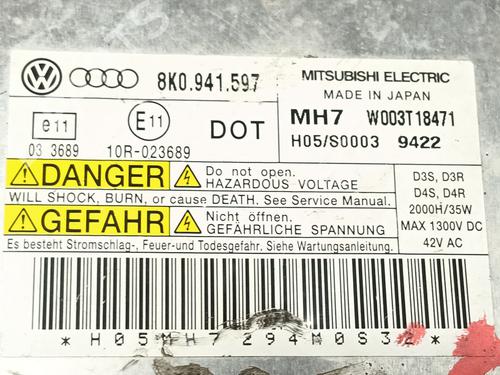 8K0.941.597
MITSUBISHI ELECTRIC
MADE IN JAPAN
MH7 W003T18471
H05/S0003 9422
e11
E11
DOT
03 3689
10R-023689
DANGER
Do not open.
HAZARDOUS VOLTAGE
WILL SHOCK, BURN, or cause DEATH. See Service Manual.
GEFAHR
Nicht öffnen.
GEFÄHRLICHE SPANNUNG
Es besteht Stromschlag-, Feuer-und Todesgefahr. Siehe Wartungsanleitung.
D3S, D3R
D4S, D4R
2000H/35W
MAX 1300V DC
42V AC
*H05MH7294M0S32*